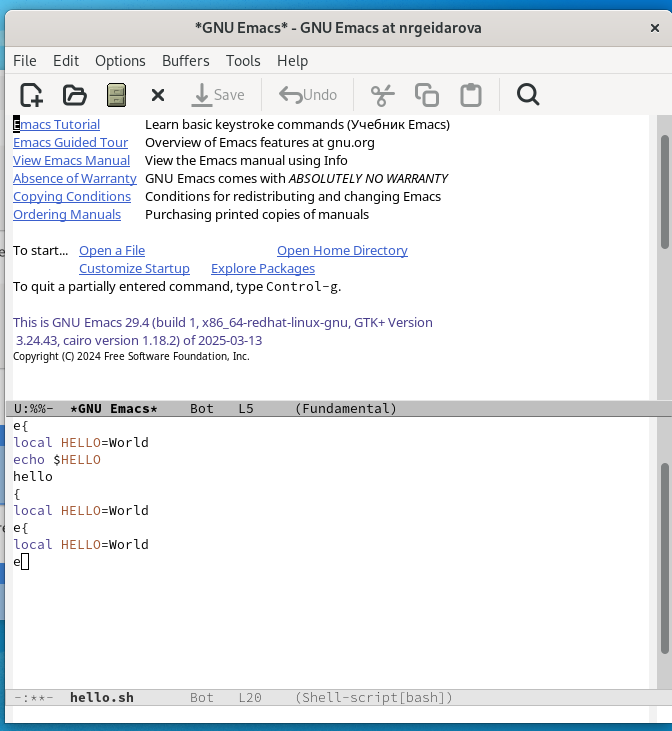 *GNU Emacs* - GNU Emacs at nrgeidarova
File Edit Options Buffers Tools Help
Save Undo
Emacs Tutorial Learn basic keystroke commands (Учебник Emacs)
Emacs Guided Tour Overview of Emacs features at gnu.org
View Emacs Manual View the Emacs manual using Info
Absence of Warranty GNU Emacs comes with ABSOLUTELY NO WARRANTY
Copying Conditions Conditions for redistributing and changing Emacs
Ordering Manuals Purchasing printed copies of manuals
To start... Open a File Open Home Directory
Customize Startup Explore Packages
To quit a partially entered command, type Control-g.
This is GNU Emacs 29.4 (build 1, x86_64-redhat-linux-gnu, GTK+ Version
3.24.43, cairo version 1.18.2) of 2025-03-13
Copyright (C) 2024 Free Software Foundation, Inc.
U:%%- *GNU Emacs* Bot L5 (Fundamental)
e{
local HELLO=World
echo $HELLO
hello
{
local HELLO=World
e{
local HELLO=World
e
-:**- hello.sh Bot L20 (Shell-script[bash])